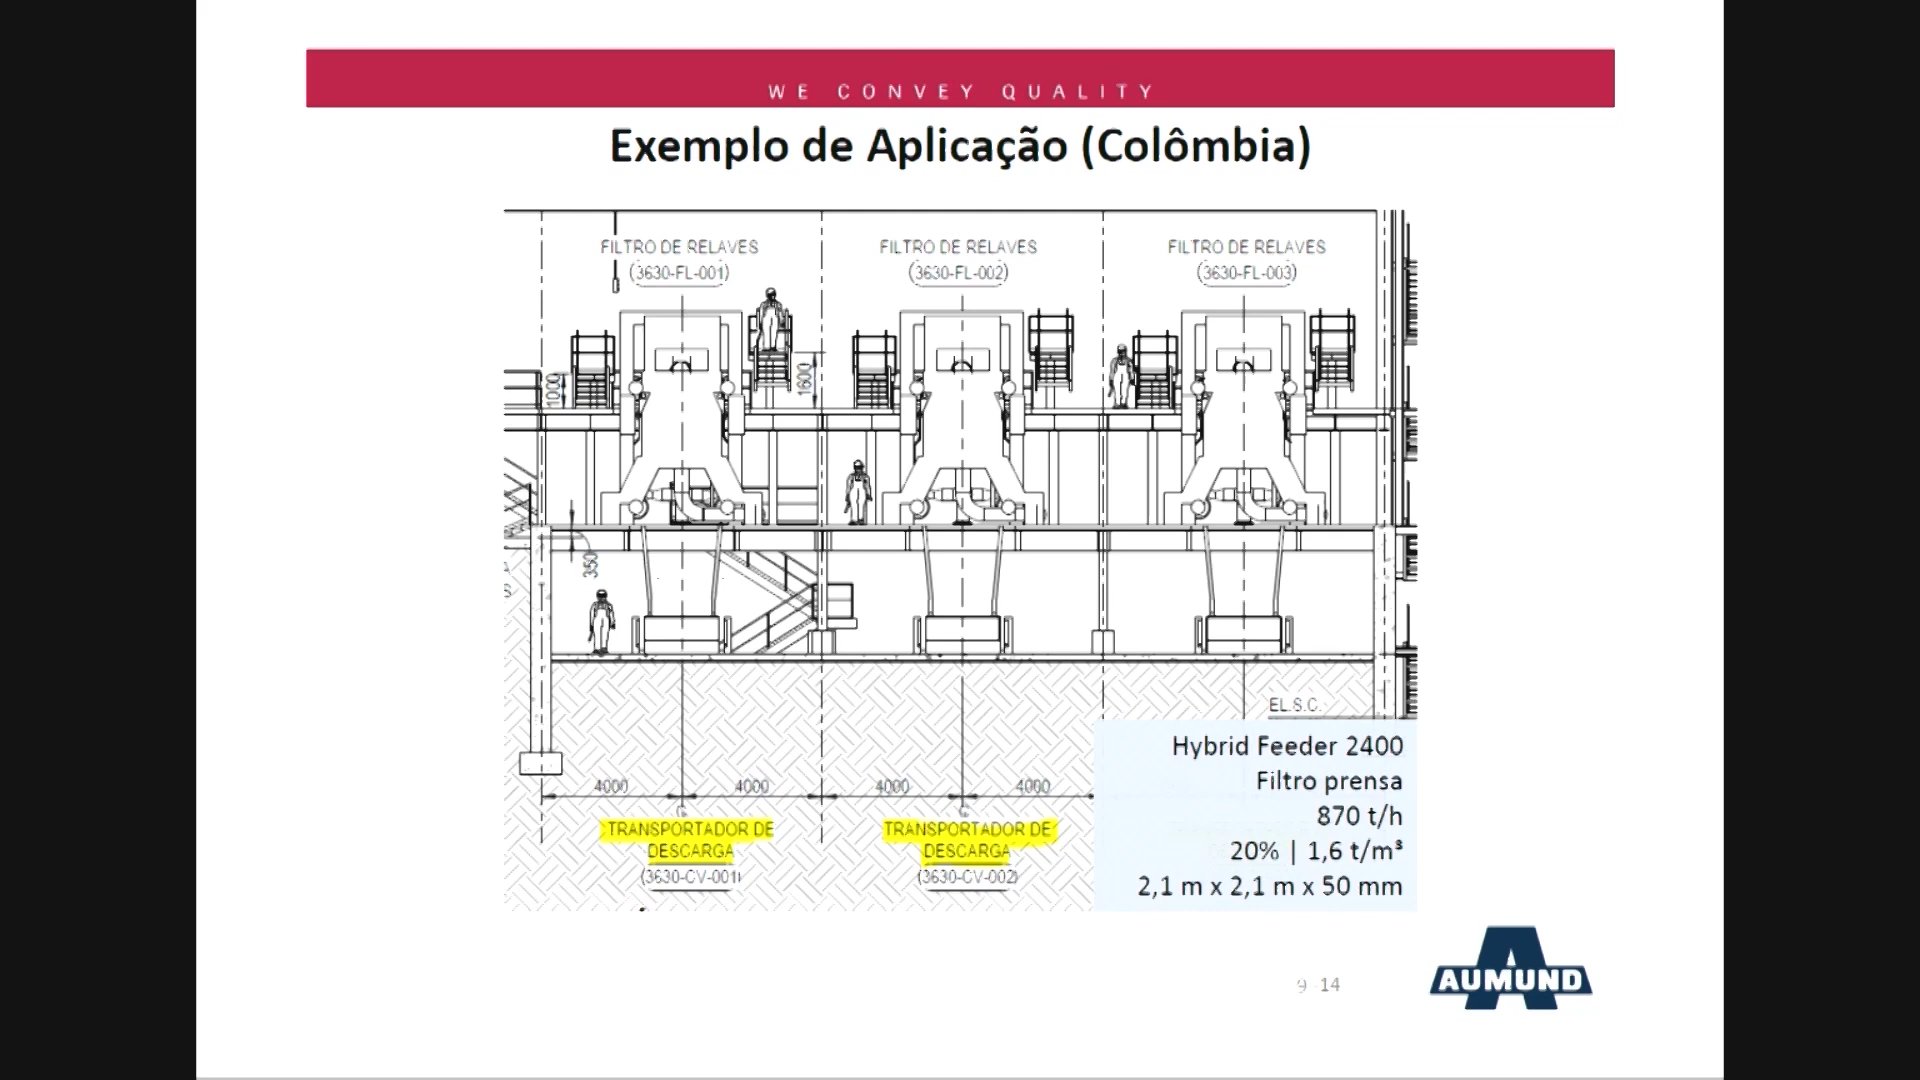 WE CONVEY QUALITY
Exemplo de Aplicação (Colômbia)
FILTRO DE RELAVES
(3630-FL-001)
FILTRO DE RELAVES
(3630-FL-002)
FILTRO DE RELAVES
(3630-FL-003)
1000
1600
350
S
EL.S.C.
4000
4000
4000
4000
TRANSPORTADOR DE
DESCARGA
(3630-CV-001)
TRANSPORTADOR DE
DESCARGA
(3630-CV-002)
Hybrid Feeder 2400
Filtro prensa
870 t/h
20% | 1,6 t/m³
2,1 m x 2,1 m x 50 mm
9 14
AUMUND